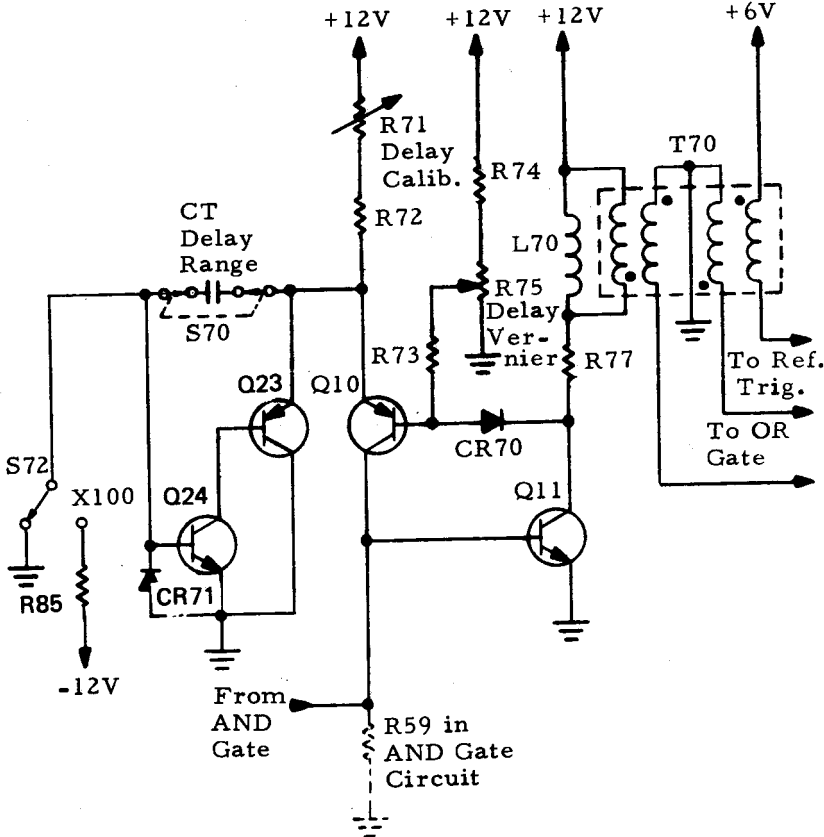 +12V
+12V
+12V
+6V
R71
Delay
Calib.
R74
T70
CT
Delay
Range
R72
L70
R75
Delay
Ver-
nier
S70
R73
R77
To Ref.
Trig.
Q23
Q10
CR70
To OR
Gate
S72
X100
Q24
Q11
R85
CR71
-12V
From
AND
Gate
R59 in
AND Gate
Circuit